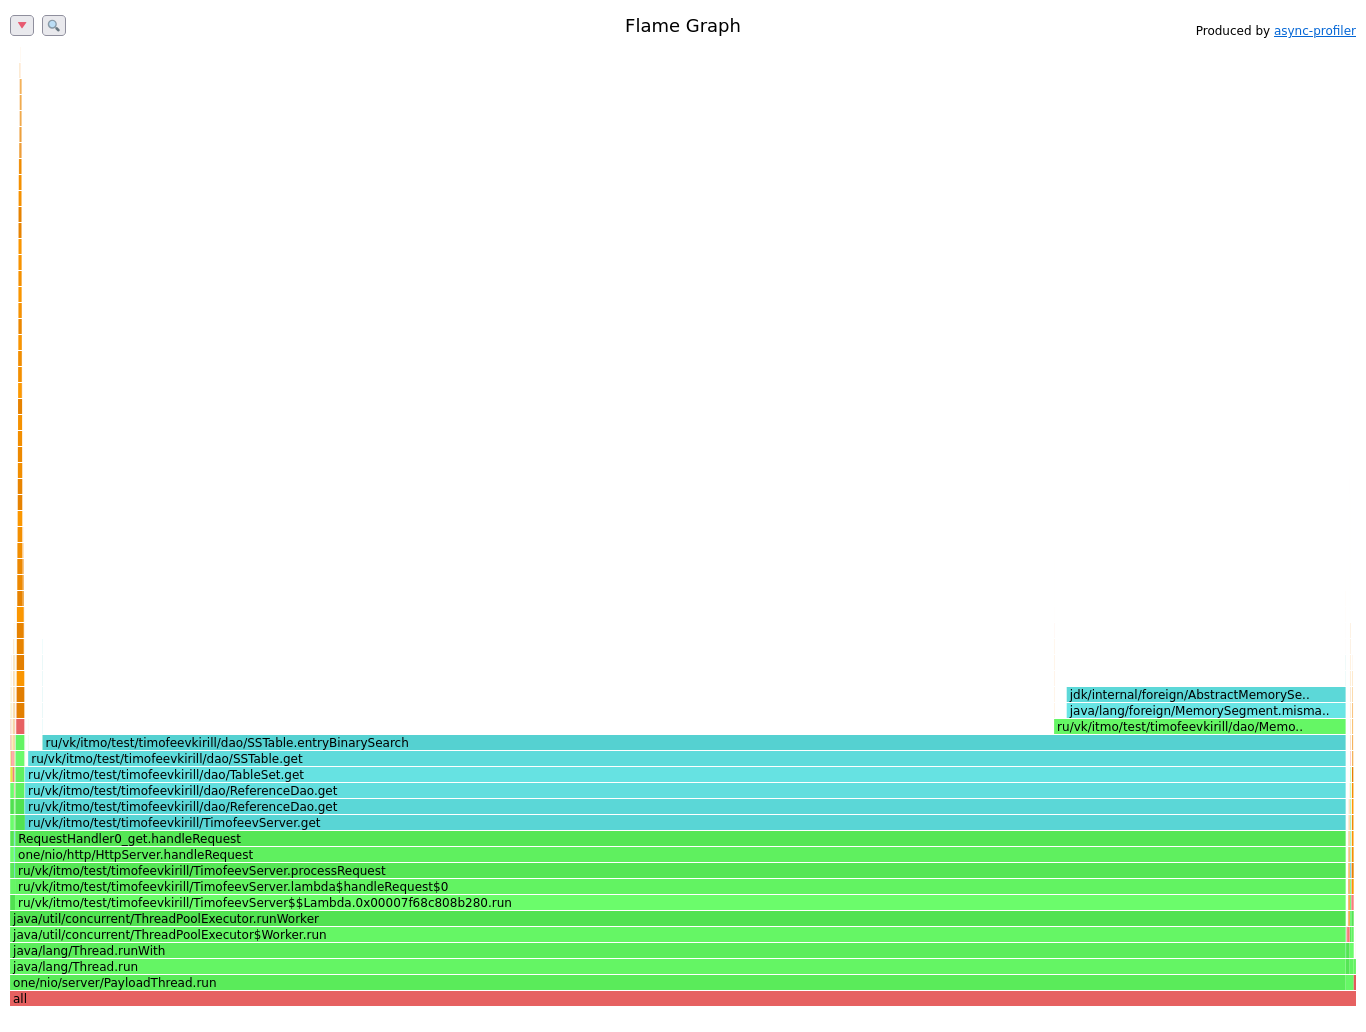 Flame Graph
Produced by async-profiler
jdk/internal/foreign/AbstractMemorySe..
java/lang/foreign/MemorySegment.misma..
ru/vk/itmo/test/timofeevkirill/dao/Memo..
ru/vk/itmo/test/timofeevkirill/dao/SSTable.entryBinarySearch
ru/vk/itmo/test/timofeevkirill/dao/SSTable.get
ru/vk/itmo/test/timofeevkirill/dao/TableSet.get
ru/vk/itmo/test/timofeevkirill/dao/ReferenceDao.get
ru/vk/itmo/test/timofeevkirill/dao/ReferenceDao.get
ru/vk/itmo/test/timofeevkirill/TimofeevServer.get
RequestHandler0_get.handleRequest
one/nio/http/HttpServer.handleRequest
ru/vk/itmo/test/timofeevkirill/TimofeevServer.processRequest
ru/vk/itmo/test/timofeevkirill/TimofeevServer.lambda$handleRequest$0
ru/vk/itmo/test/timofeevkirill/TimofeevServer$$Lambda.0x00007f68c808b280.run
java/util/concurrent/ThreadPoolExecutor.runWorker
java/util/concurrent/ThreadPoolExecutor$Worker.run
java/lang/Thread.runWith
java/lang/Thread.run
one/nio/server/PayloadThread.run
all